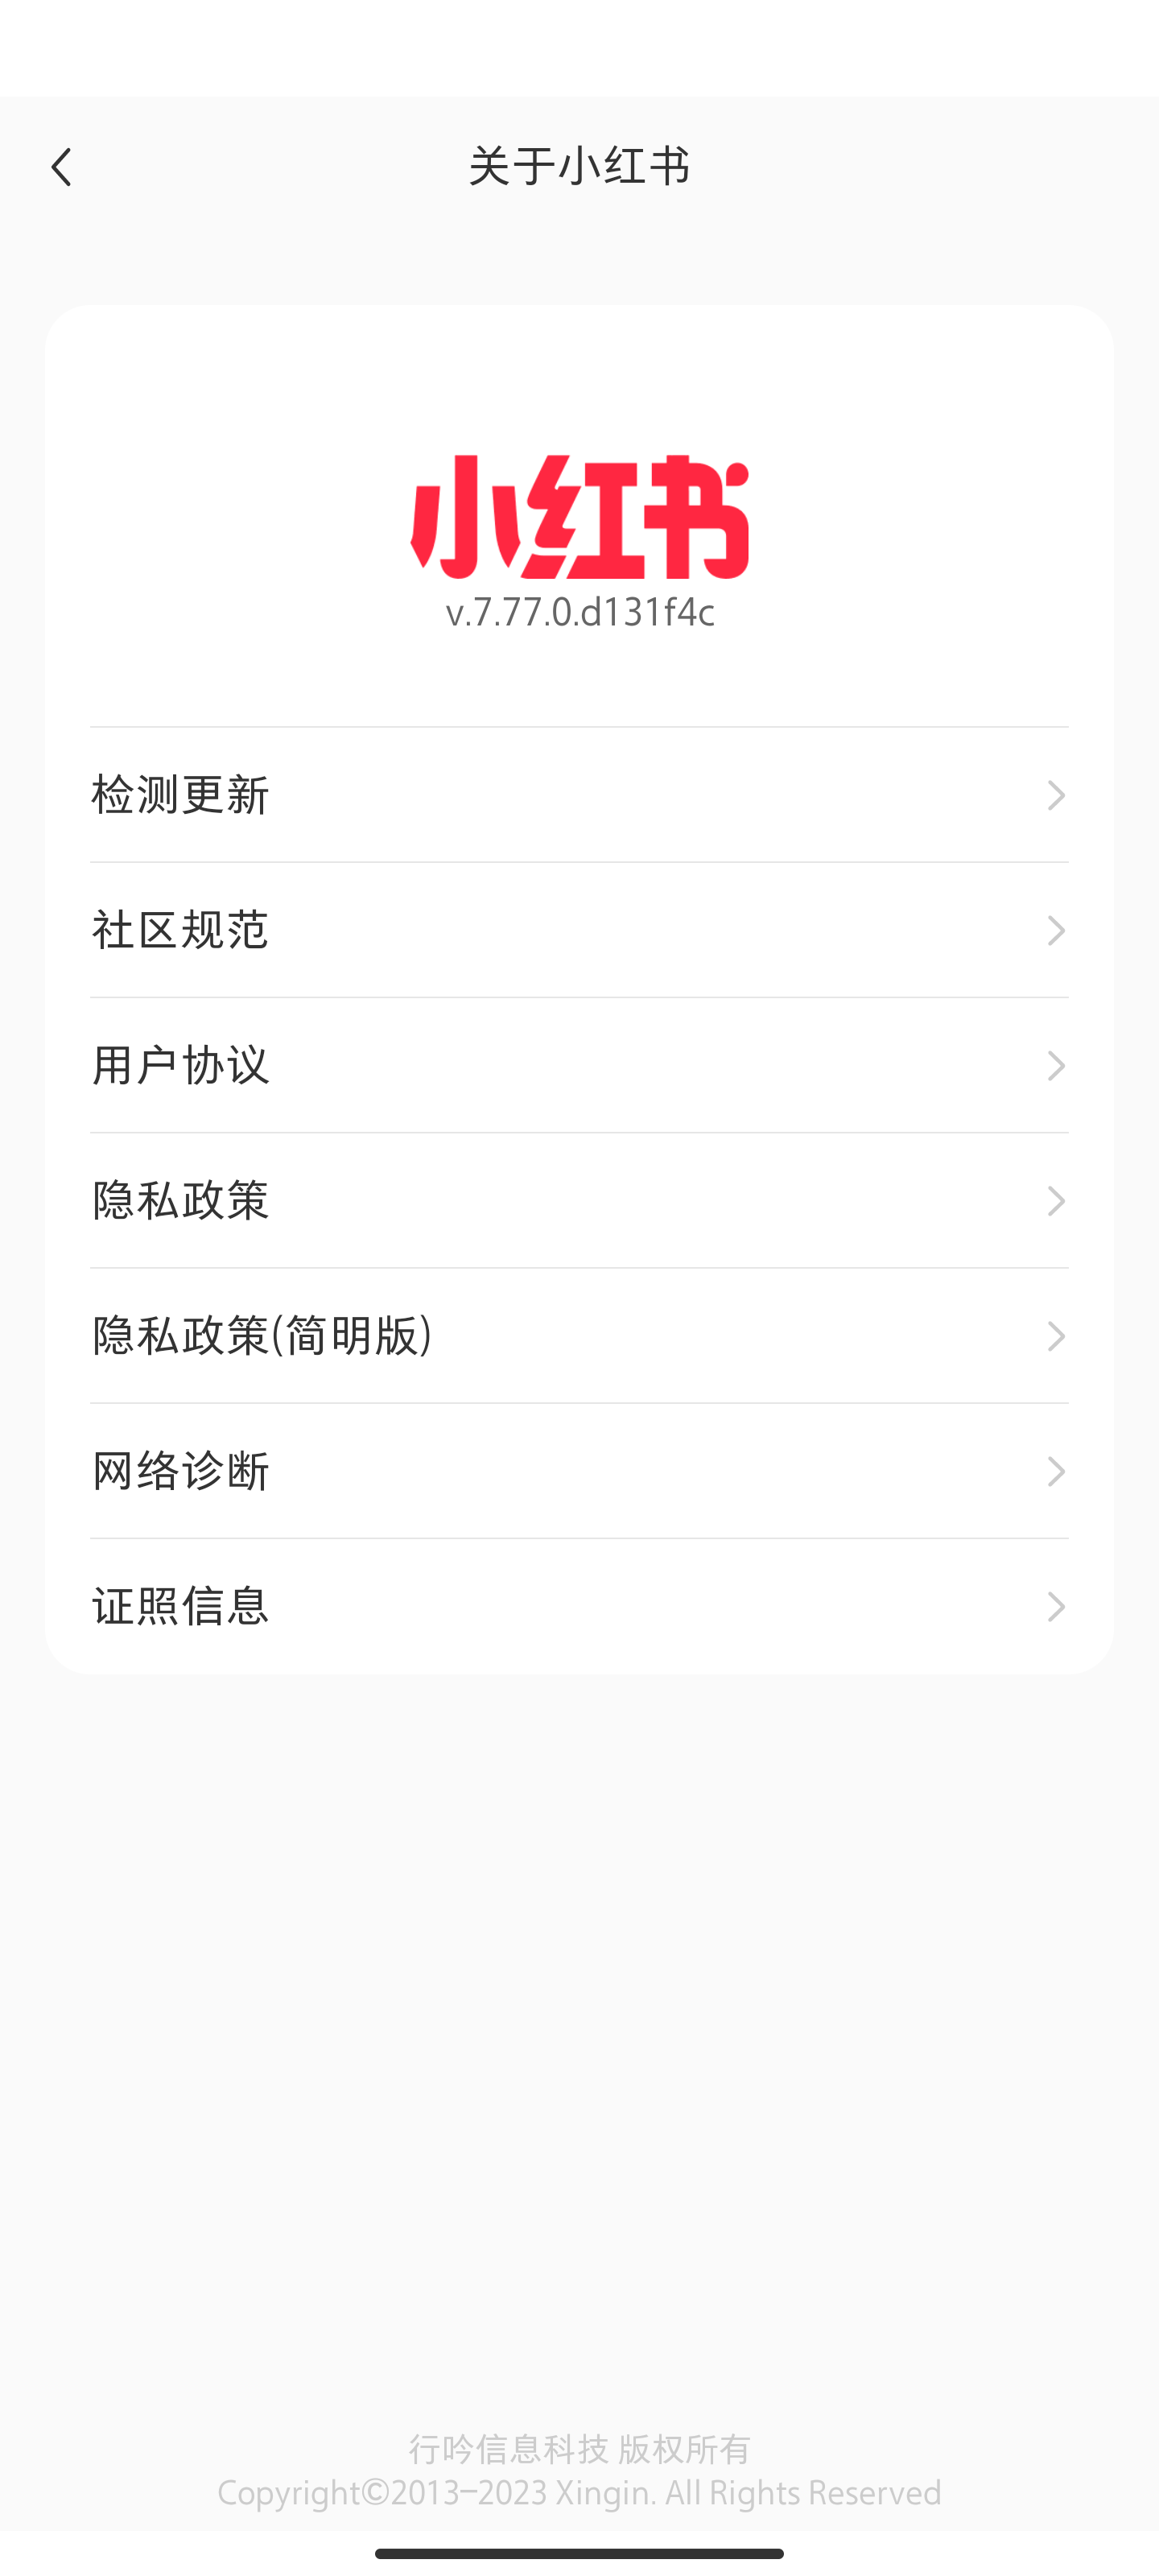 关于小红书
小红书
v.7.77.0.d131f4c
检测更新
社区规范
用户协议
隐私政策
隐私政策(简明版)
网络诊断
证照信息
行吟信息科技 版权所有
Copyright©2013-2023 Xingin. All Rights Reserved